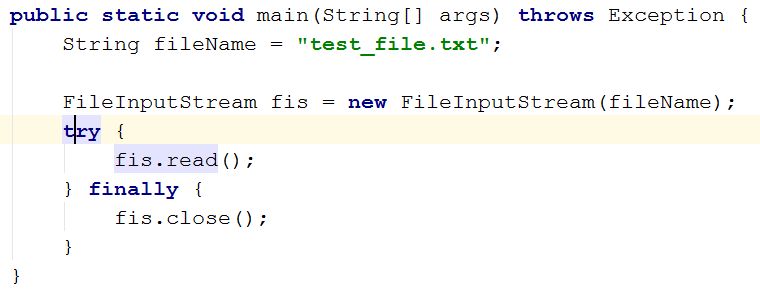 public static void main(String[] args) throws Exception {
    String fileName = "test_file.txt";
    FileInputStream fis = new FileInputStream(fileName);
    try {
        fis.read();
    } finally {
        fis.close();
    }
}